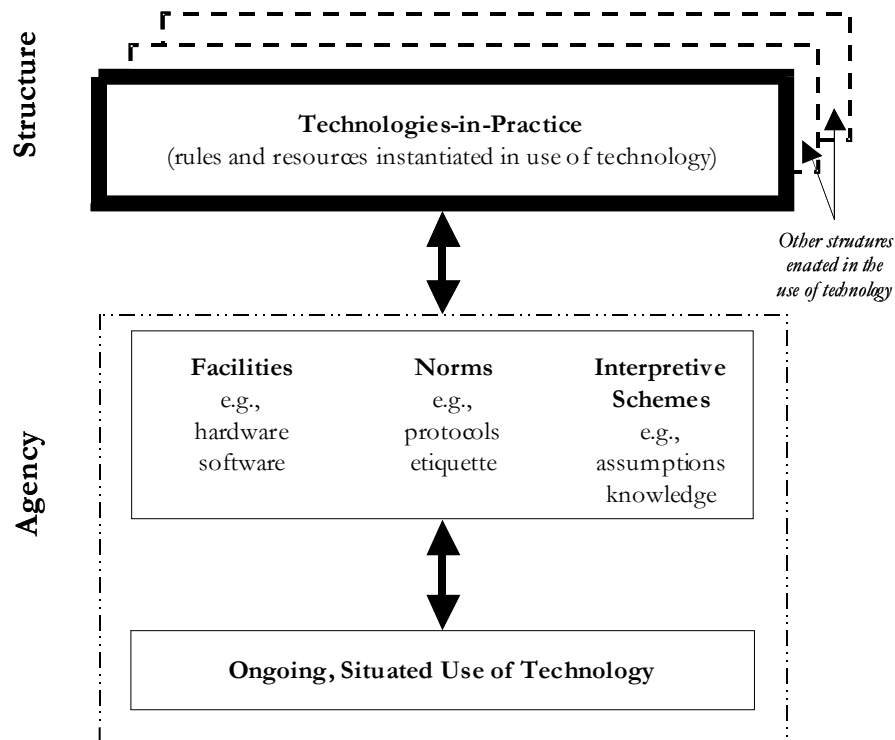 Structure
Technologies-in-Practice
(rules and resources instantiated in use of technology)
Other structures
enacted in the
use of technology
Agency
Facilities
e.g.,
hardware
software
Norms
e.g.,
protocols
etiquette
Interpretive
Schemes
e.g.,
assumptions
knowledge
Ongoing, Situated Use of Technology